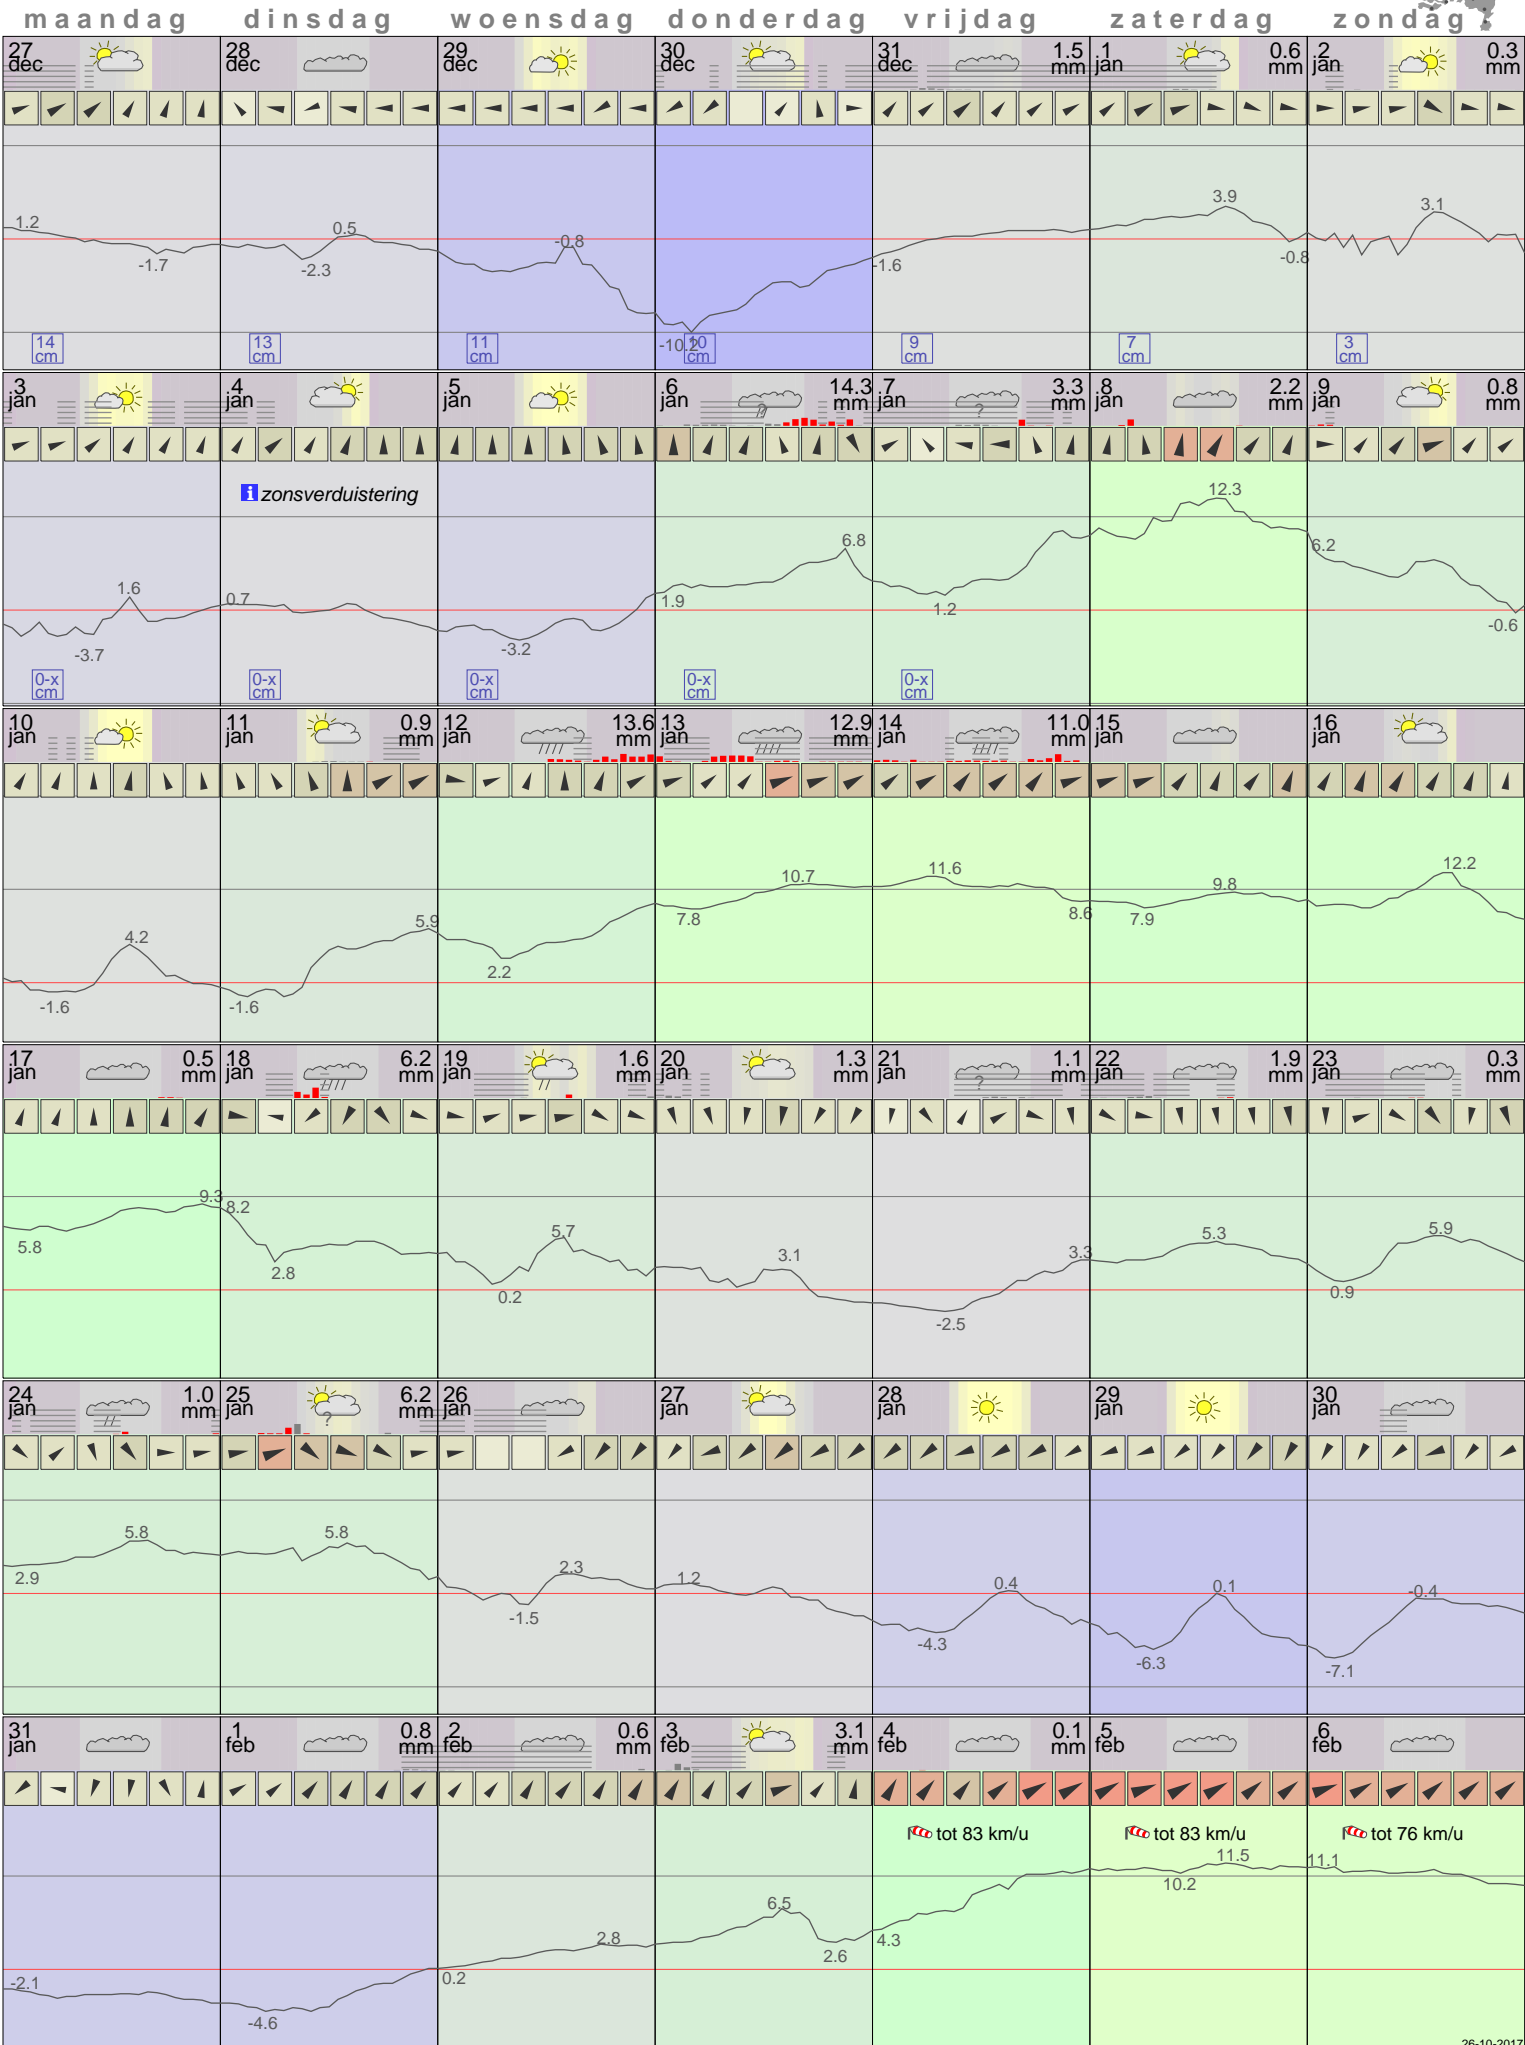 maandag dinsdag woensdag donderdag vrijdag zaterdag zondag
27 28 29 30 31 1.5 1 0.6 2 0.3
dec dec dec dec dec mm jan mm jan mm
1.2 -1.7 -2.3 0.5 -0.8 -10.2 -1.6 3.9 -0.8 3.1
14 13 11 10 9 7 3
cm cm cm cm cm cm cm
3 4 5 6 14.3 7 3.3 8 2.2 9 0.8
jan jan jan jan mm jan mm jan mm jan mm
? ?
i zonsverduistering
-3.7 1.6 0.7 -3.2 1.9 6.8 1.2 12.3 6.2 -0.6
0-x 0-x 0-x 0-x 0-x
cm cm cm cm cm
10 11 0.9 12 13.6 13 12.9 14 11.0 15 16
jan jan mm jan mm jan mm jan mm jan jan
-1.6 4.2 -1.6 5.9 2.2 7.8 10.7 11.6 8.6 7.9 9.8 12.2
17 0.5 18 6.2 19 1.6 20 1.3 21 1.1 22 1.9 23 0.3
jan mm jan mm jan mm jan mm jan mm jan mm jan mm
?
5.8 9.3 8.2 2.8 0.2 5.7 3.1 -2.5 3.3 5.3 0.9 5.9
24 1.0 25 6.2 26 27 28 29 30
jan mm jan mm jan jan jan jan jan
?
2.9 5.8 5.8 -1.5 2.3 1.2 -4.3 0.4 -6.3 0.1 -7.1 -0.4
31 1 0.8 2 0.6 3 3.1 4 0.1 5 6
jan feb mm feb mm feb mm feb mm feb feb
tot 83 km/u tot 83 km/u tot 76 km/u
-2.1 -4.6 0.2 2.8 6.5 2.6 4.3 10.2 11.5 11.1
26-10-2017